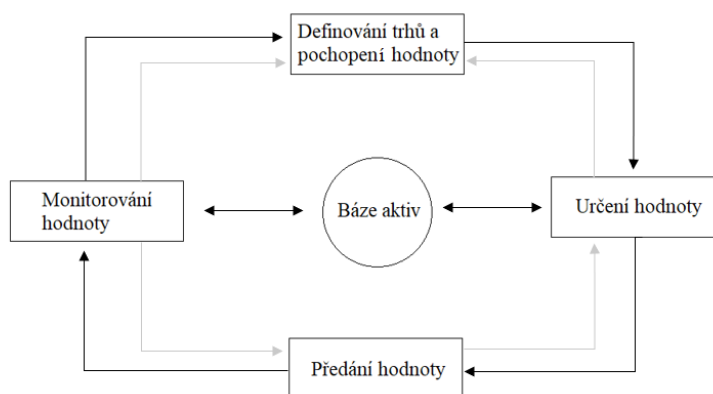 Definování trhů a
pochopení hodnoty
Monitorování
hodnoty
Báze aktiv
Určení hodnoty
Předání hodnoty